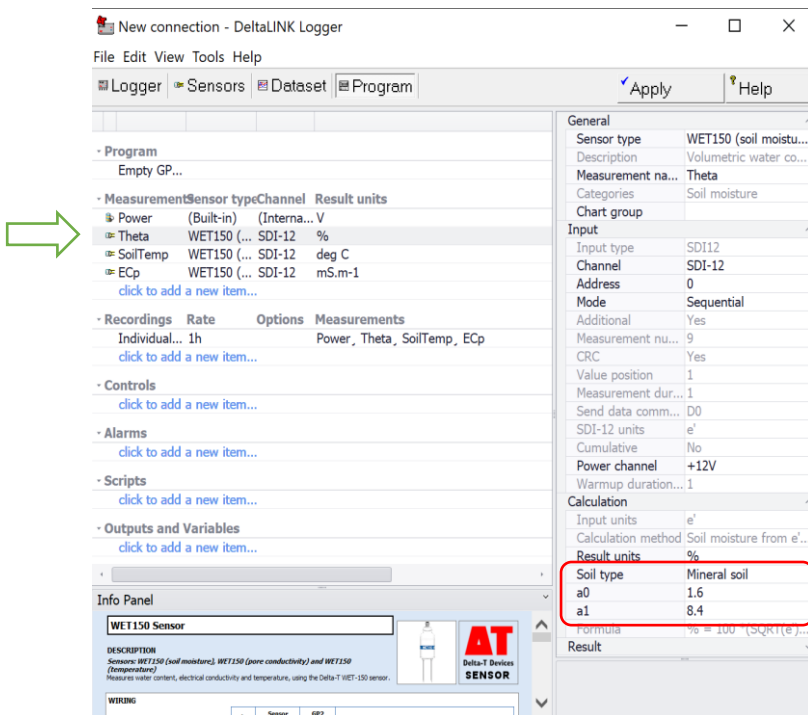 New connection - DeltaLINK Logger
File Edit View Tools Help
Logger Sensors Dataset Program
Apply Help
Program
Empty GP...
Measurements Sensor type Channel Result units
Power (Built-in) (Interna... V
Theta WET150 (... SDI-12 %
SoilTemp WET150 (... SDI-12 deg C
ECp WET150 (... SDI-12 mS.m-1
click to add a new item...
Recordings Rate Options Measurements
Individual... 1h Power, Theta, SoilTemp, ECp
click to add a new item...
Controls
click to add a new item...
Alarms
click to add a new item...
Scripts
click to add a new item...
Outputs and Variables
click to add a new item...
Info Panel
WET150 Sensor
DESCRIPTION
Sensors: WET150 (soil moisture), WET150 (pore conductivity) and WET150
(temperature)
Measures water content, electrical conductivity and temperature, using the Delta-T WET-150 sensor.
AT
Delta-T Devices
SENSOR
WIRING
Sensor GP2
General
Sensor type WET150 (soil moistu...
Description Volumetric water co...
Measurement na... Theta
Categories Soil moisture
Chart group
Input
Input type SDI12
Channel SDI-12
Address 0
Mode Sequential
Additional Yes
Measurement nu... 9
CRC Yes
Value position 1
Measurement dur... 1
Send data comm... D0
SDI-12 units e'
Cumulative No
Power channel +12V
Warmup duration... 1
Calculation
Input units e'
Calculation method Soil moisture from e'...
Result units %
Soil type Mineral soil
a0 1.6
a1 8.4
Formula % = 100 *(SQRT(e')...
Result